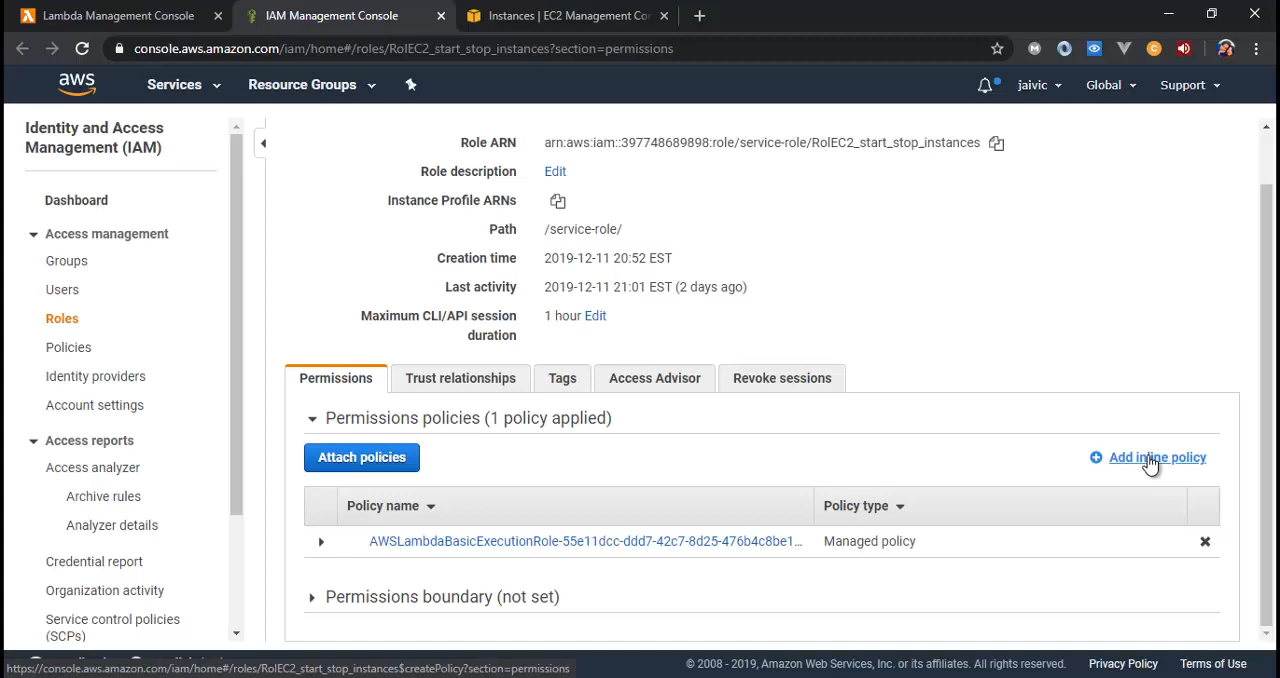 Lambda Management Console
IAM Management Console
Instances | EC2 Management Co
console.aws.amazon.com/iam/home#/roles/RolEC2_start_stop_instances?section=permissions
aws
Services
Resource Groups
jaivic
Global
Support
Identity and Access
Management (IAM)
Dashboard
Access management
Groups
Users
Roles
Policies
Identity providers
Account settings
Access reports
Access analyzer
Archive rules
Analyzer details
Credential report
Organization activity
Service control policies
(SCPs)
Role ARN
arn:aws:iam::397748689898:role/service-role/RolEC2_start_stop_instances
Role description
Edit
Instance Profile ARNs
Path
/service-role/
Creation time
2019-12-11 20:52 EST
Last activity
2019-12-11 21:01 EST (2 days ago)
Maximum CLI/API session
duration
1 hour Edit
Permissions
Trust relationships
Tags
Access Advisor
Revoke sessions
Permissions policies (1 policy applied)
Attach policies
Add inline policy
Policy name
Policy type
AWSLambdaBasicExecutionRole-55e11dcc-ddd7-42c7-8d25-476b4c8be1...
Managed policy
Permissions boundary (not set)
https://console.aws.amazon.com/iam/home#/roles/RolEC2_start_stop_instances$createPolicy?section=permissions
© 2008 - 2019, Amazon Web Services, Inc. or its affiliates. All rights reserved.
Privacy Policy
Terms of Use